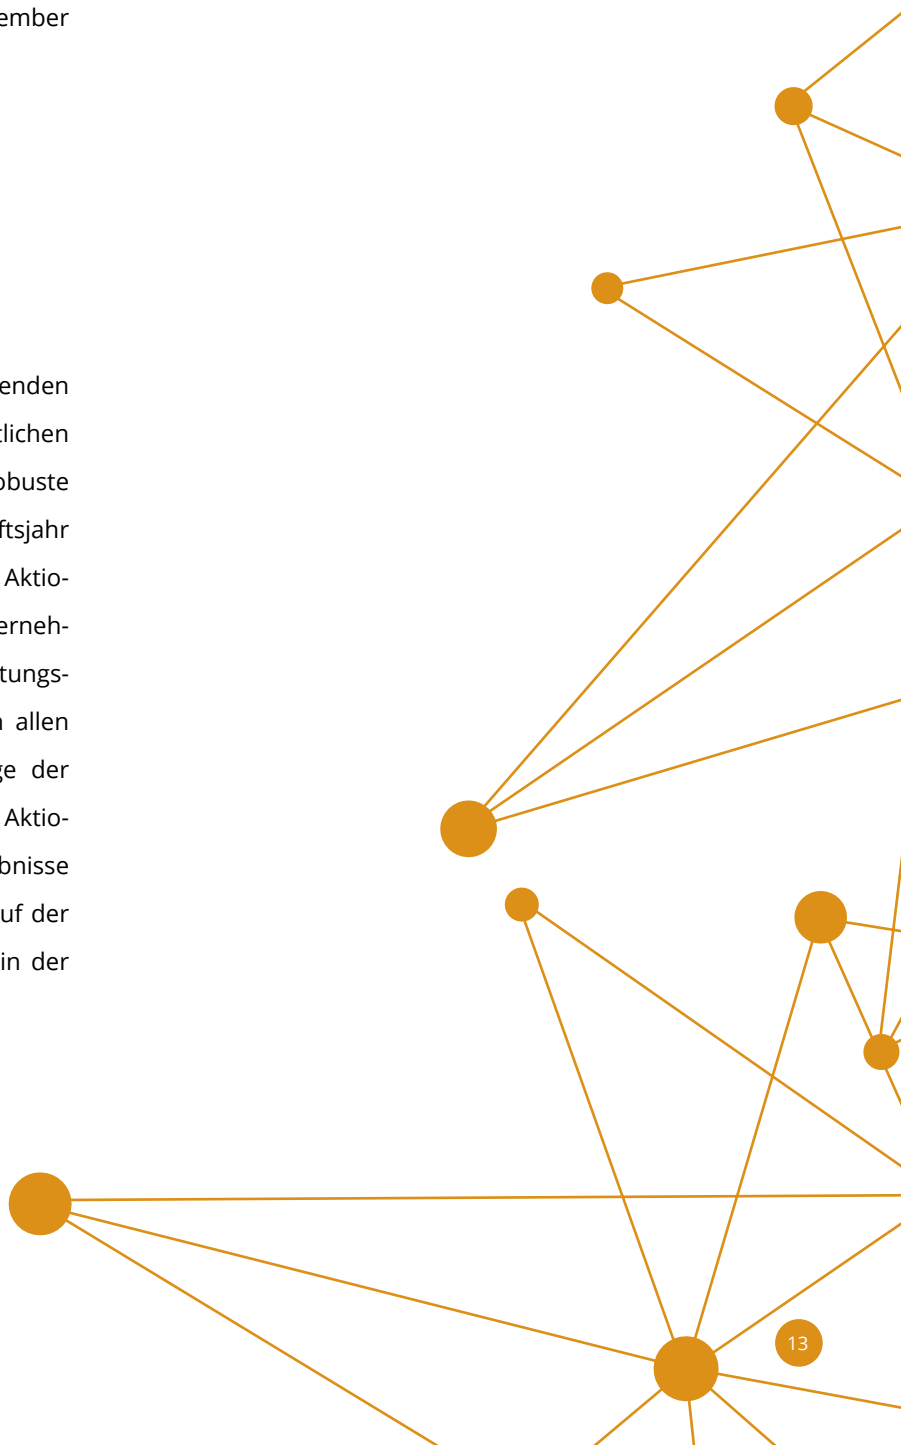 ember
enden
tlichen
obuste
ftsjahr
Aktio-
erneh-
tungs-
n allen
ge der
Aktio-
bnisse
uf der
in der
13